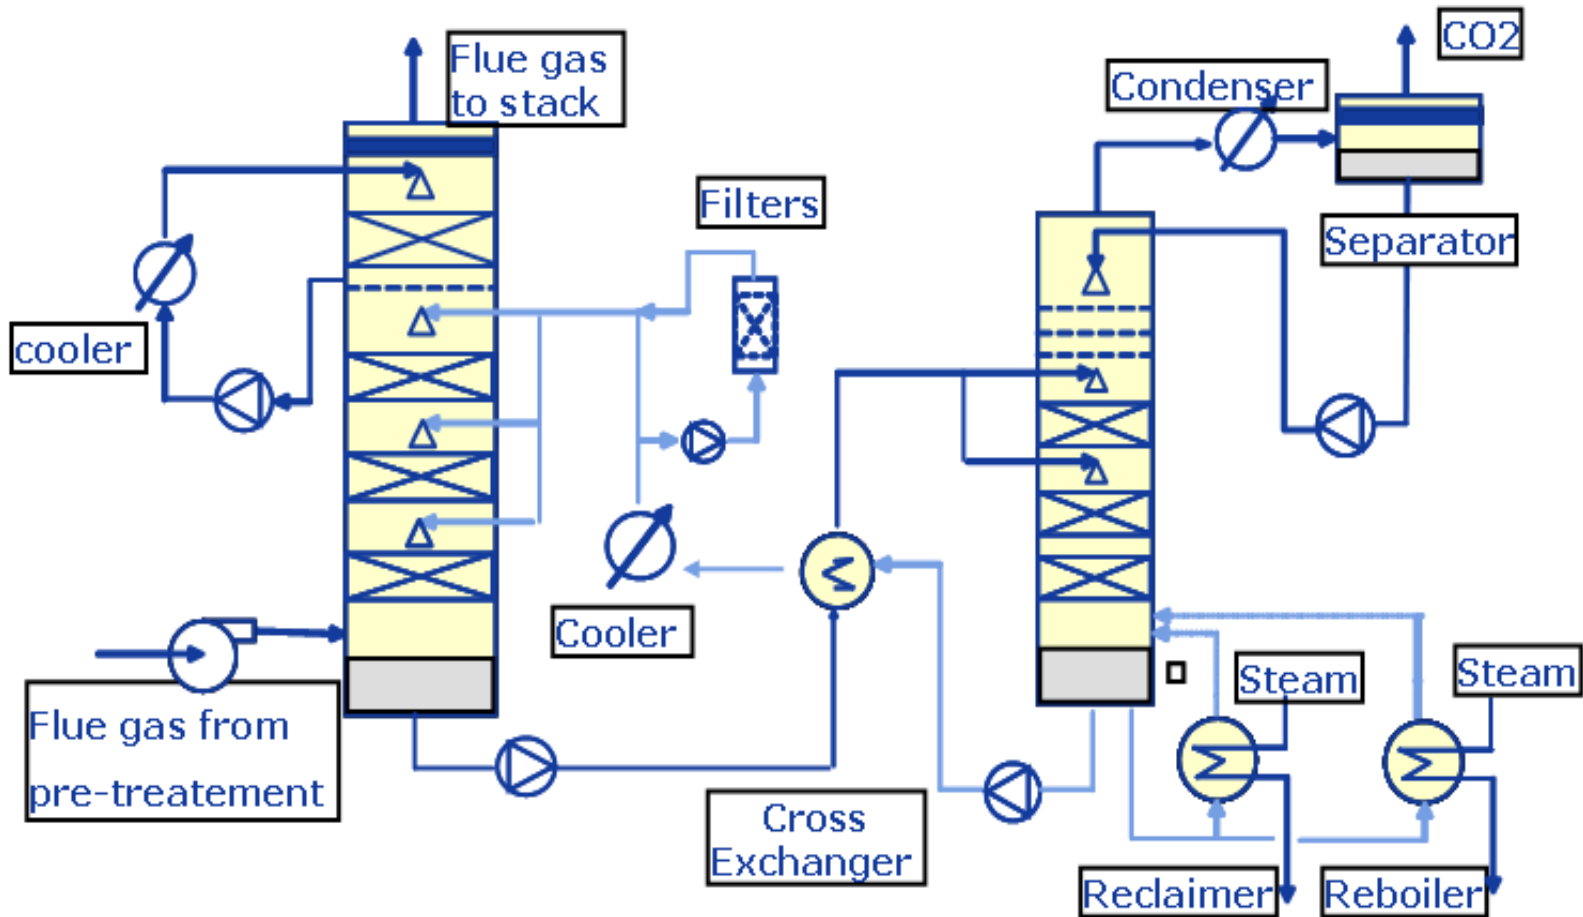 Flue gas
to stack
CO2
Condenser
Filters
Separator
cooler
Cooler
Steam
Steam
Flue gas from
pre-treatement
Cross
Exchanger
Reclaimer
Reboiler